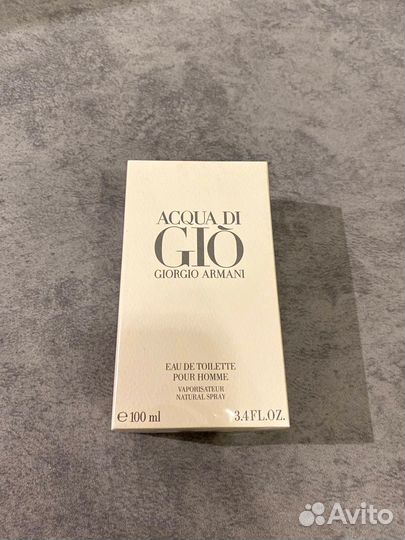 ACQUA DI
GIÒ
GIORGIO ARMANI
EAU DE TOILETTE
POUR HOMME
VAPORISATEUR
NATURAL SPRAY
℮ 100 ml 3.4 FL.OZ.
Avito